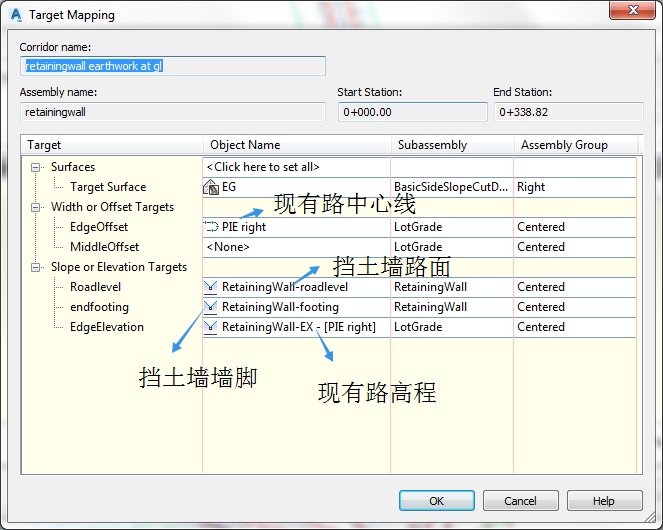 Target Mapping
Corridor name:
retainingwall earthwork at gl
Assembly name:
Start Station:
End Station:
retainingwall
0+000.00
0+338.82
Target Object Name Subassembly Assembly Group
Surfaces <Click here to set all>
Target Surface EG BasicSideSlopeCutD... Right
现有路中心线
Width or Offset Targets
EdgeOffset PIE right LotGrade Centered
MiddleOffset <None> LotGrade Centered
挡土墙路面
Slope or Elevation Targets
Roadlevel RetainingWall-roadlevel RetainingWall Centered
endfooting RetainingWall-footing RetainingWall Centered
EdgeElevation RetainingWall-EX - [PIE right] LotGrade Centered
挡土墙墙脚
现有路高程
OK Cancel Help